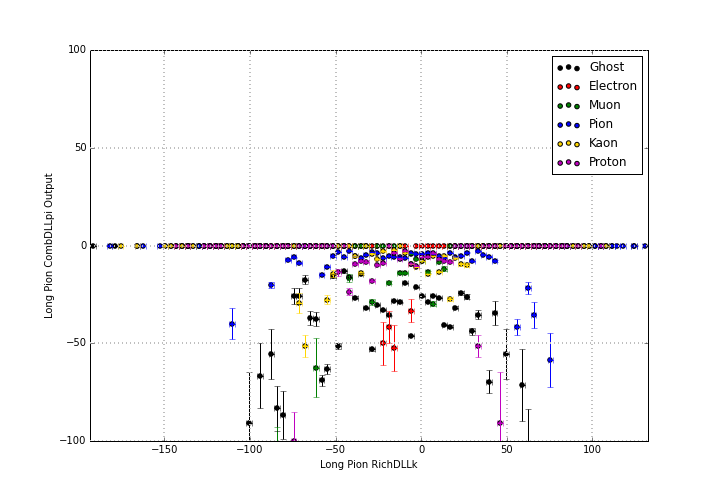 100
50
0
−50
−100
Long Pion CombDLLpi Output
Ghost
Electron
Muon
Pion
Kaon
Proton
−150
−100
−50
0
50
100
Long Pion RichDLLk